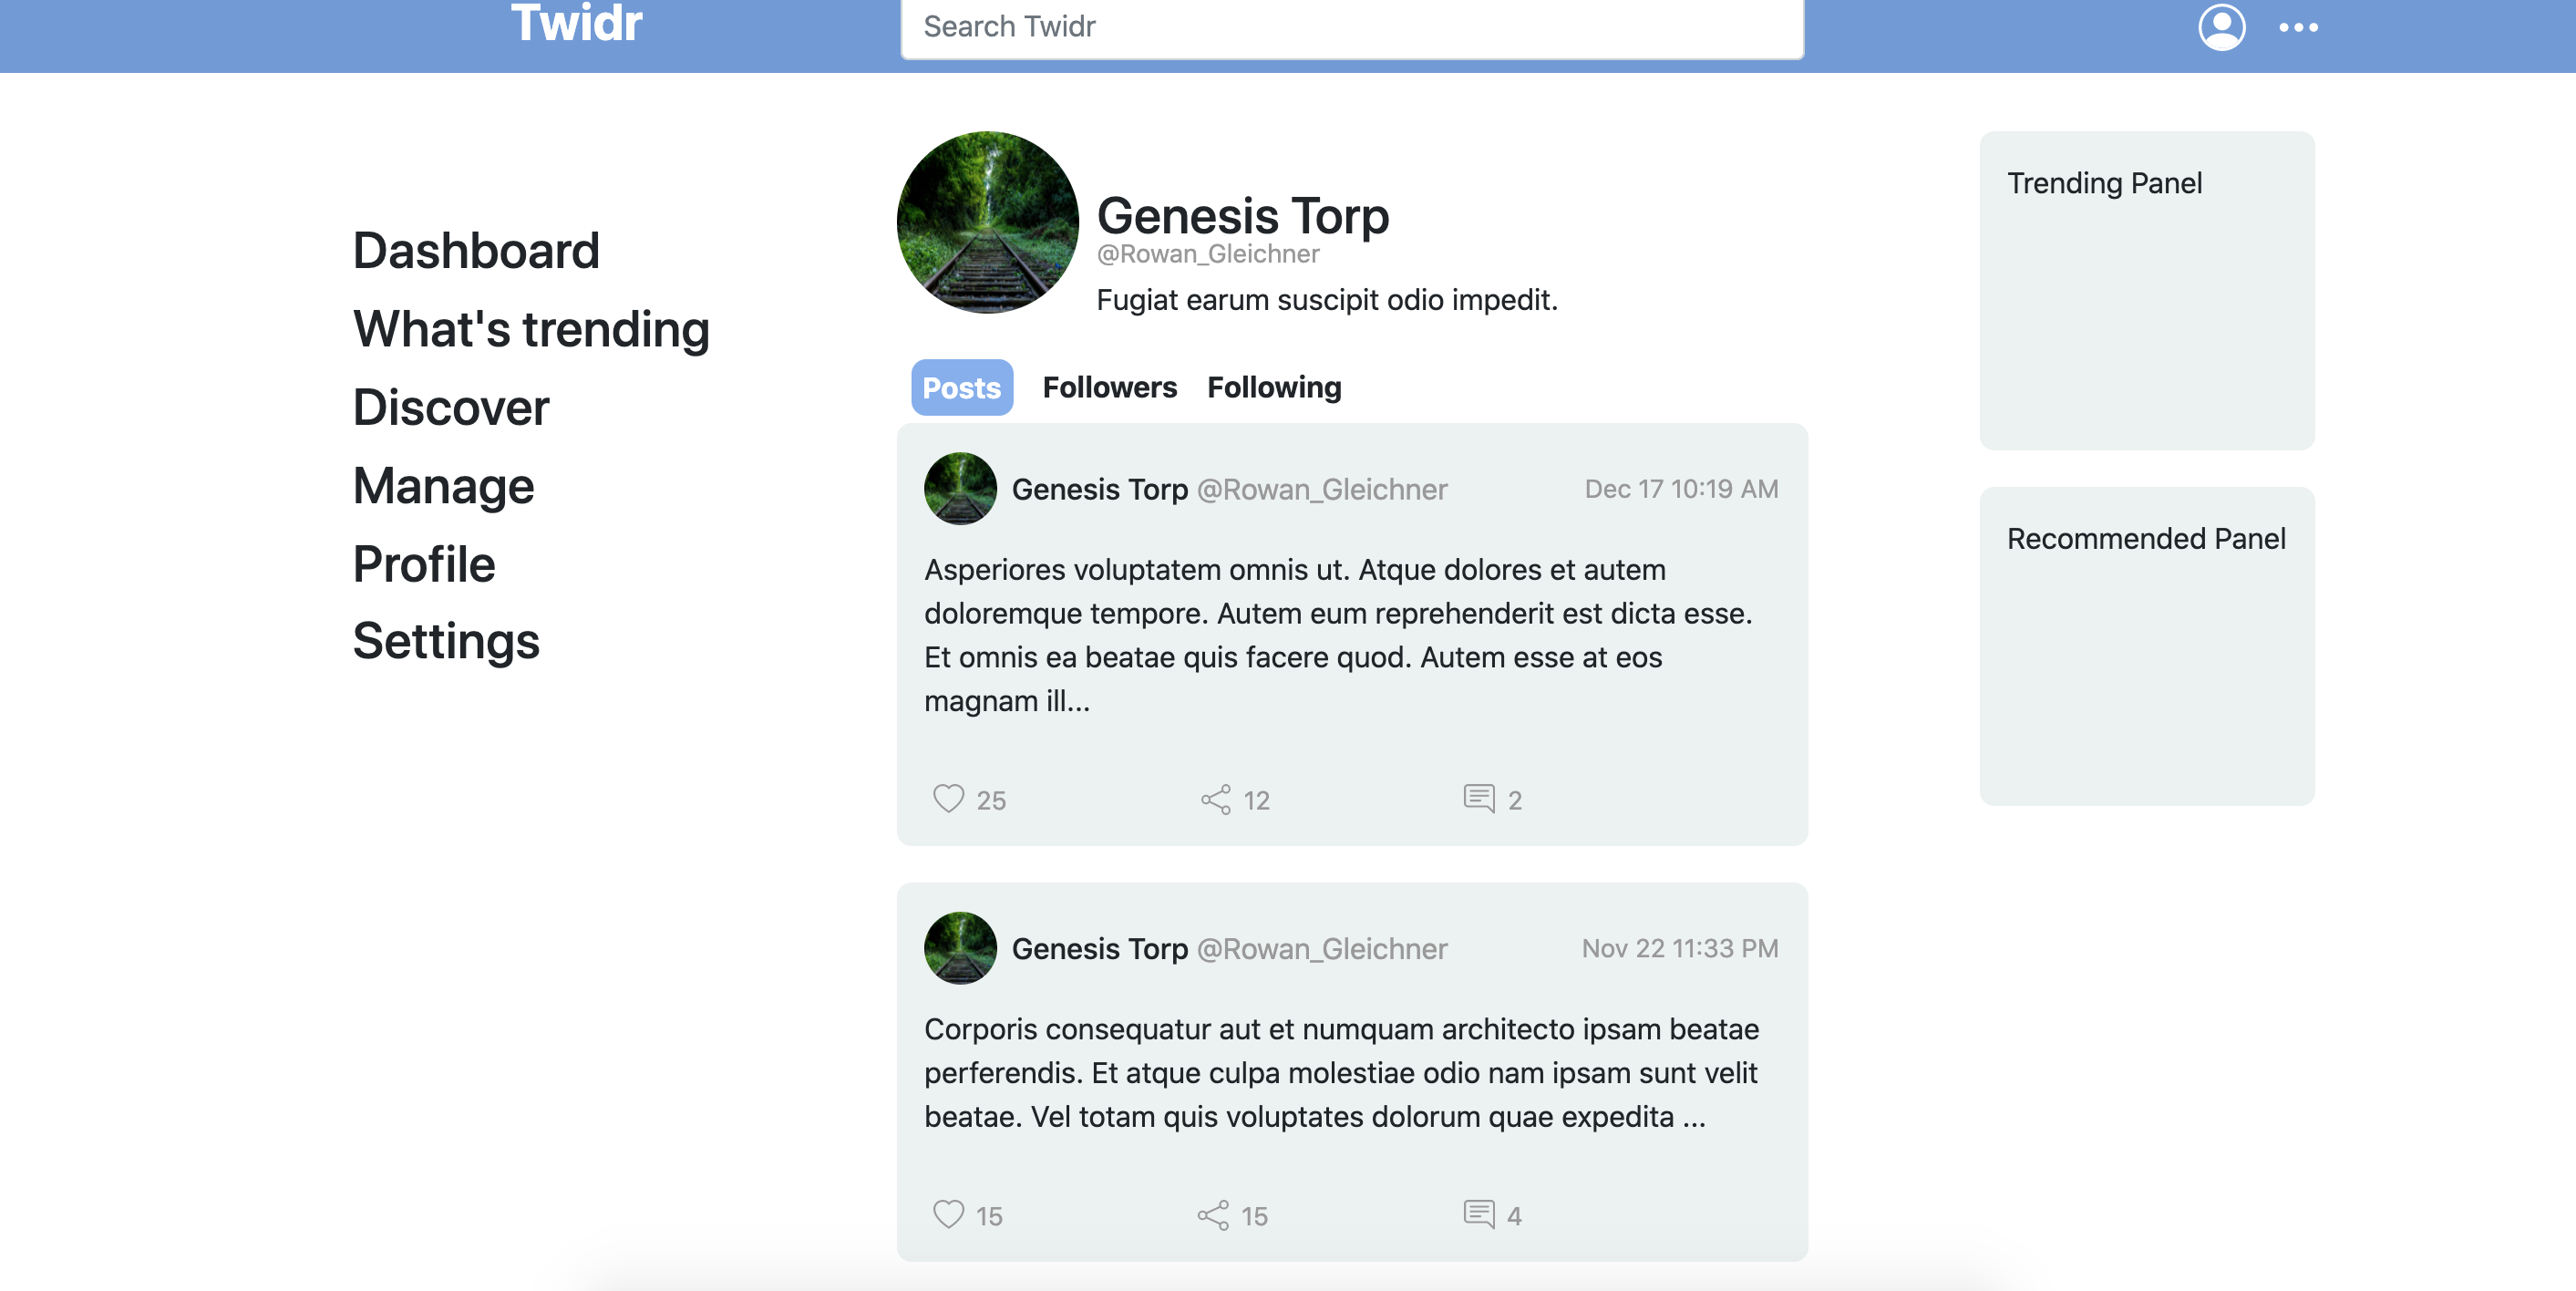 Twidr
Search Twidr
Dashboard
What's trending
Discover
Manage
Profile
Settings
Genesis Torp
@Rowan_Gleichner
Fugiat earum suscipit odio impedit.
Posts Followers Following
Genesis Torp @Rowan_Gleichner Dec 17 10:19 AM
Asperiores voluptatem omnis ut. Atque dolores et autem
doloremque tempore. Autem eum reprehenderit est dicta esse.
Et omnis ea beatae quis facere quod. Autem esse at eos
magnam ill...
25 12 2
Genesis Torp @Rowan_Gleichner Nov 22 11:33 PM
Corporis consequatur aut et numquam architecto ipsam beatae
perferendis. Et atque culpa molestiae odio nam ipsam sunt velit
beatae. Vel totam quis voluptates dolorum quae expedita ...
15 15 4
Trending Panel
Recommended Panel